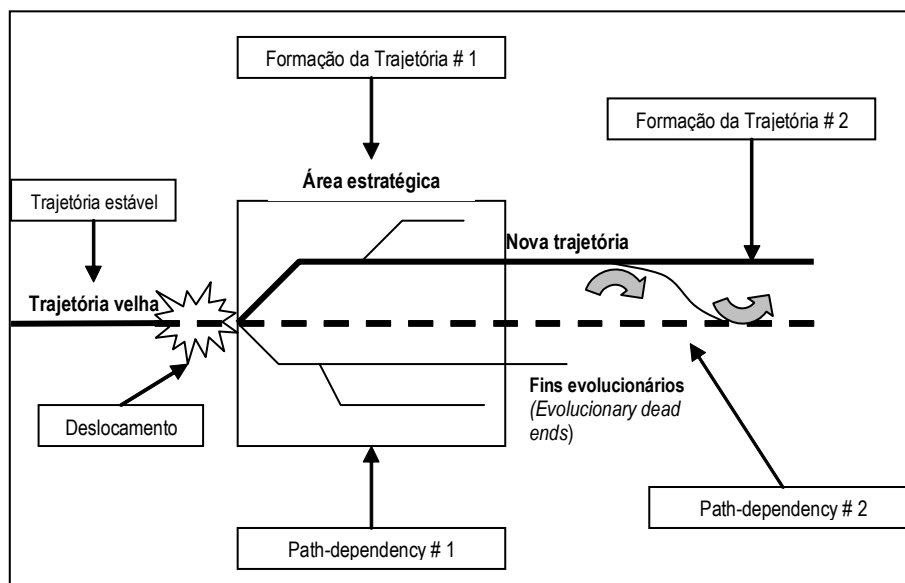 Formação da Trajetória # 1
Formação da Trajetória # 2
Área estratégica
Trajetória estável
Nova trajetória
Trajetória velha
Fins evolucionários
(Evolucionary dead
ends)
Deslocamento
Path-dependency # 2
Path-dependency # 1